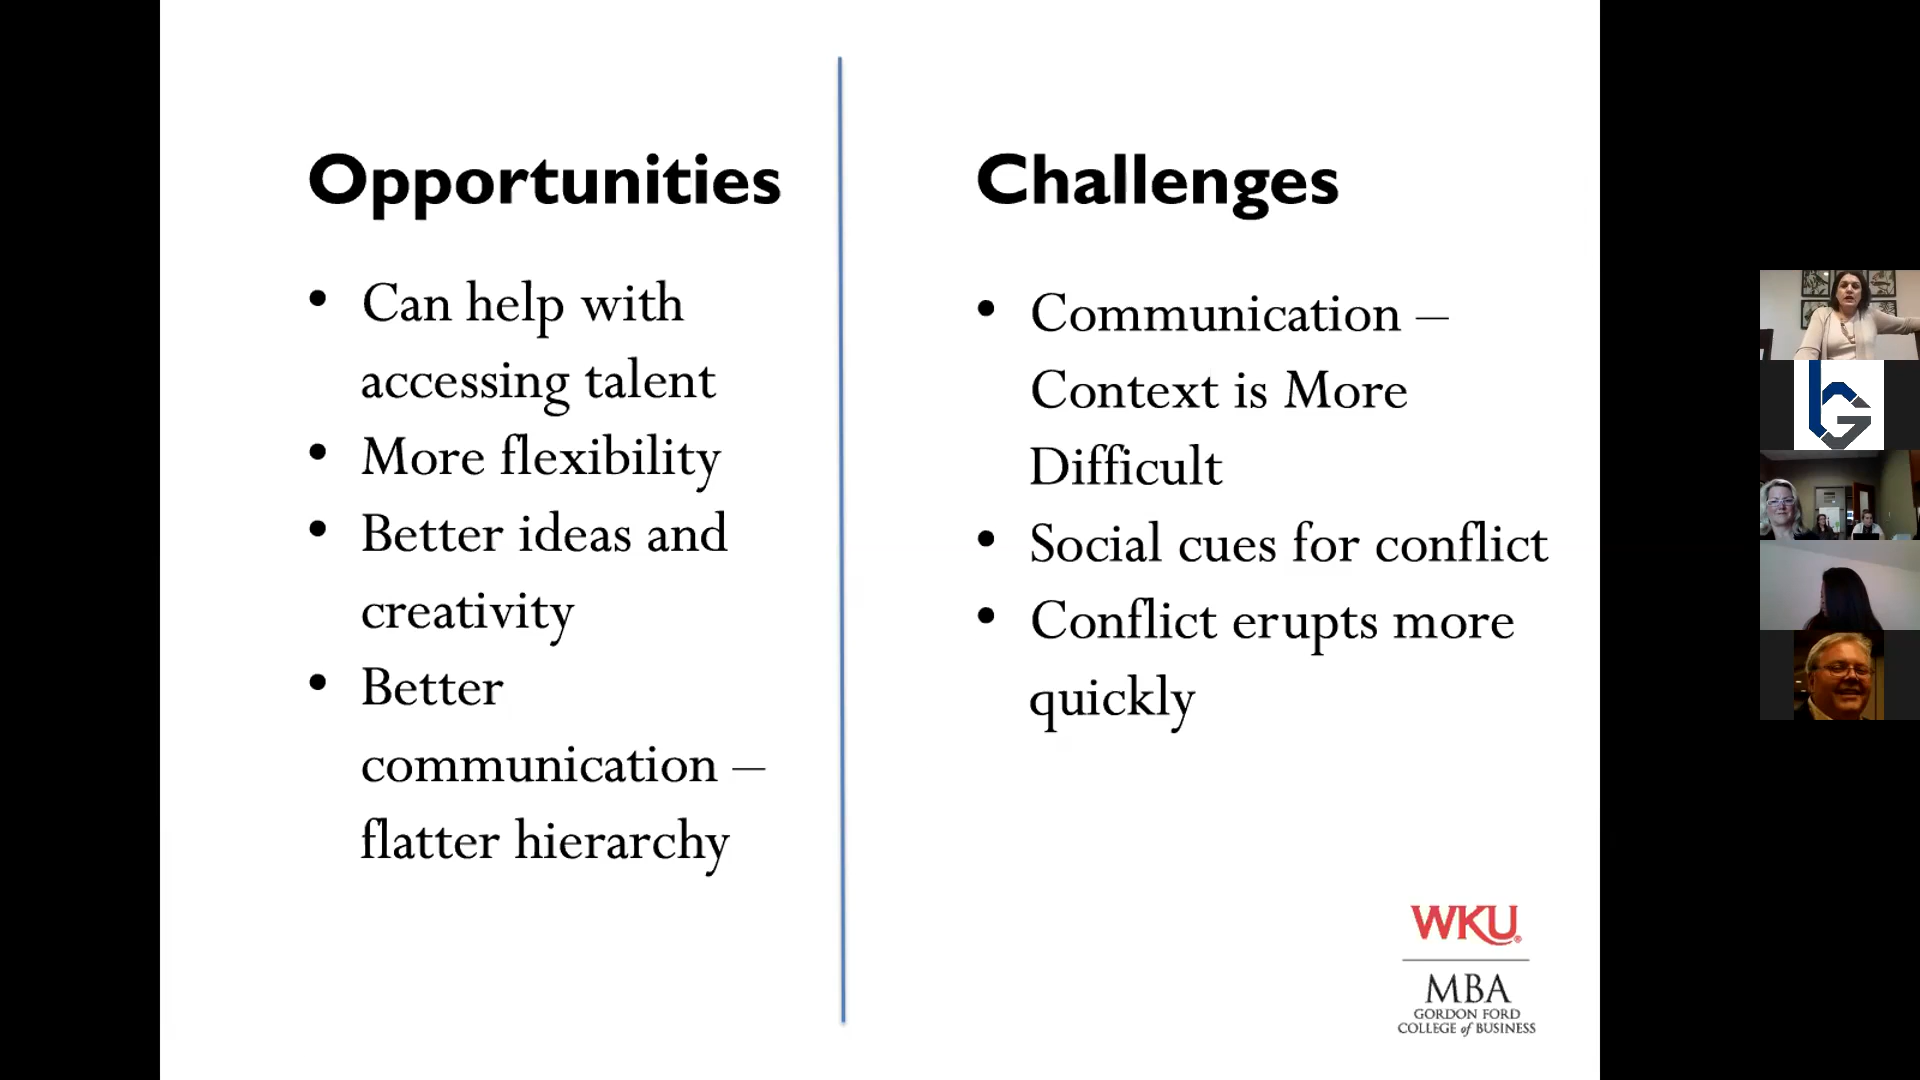 Opportunities
• Can help with
accessing talent
• More flexibility
• Better ideas and
creativity
• Better
communication –
flatter hierarchy
Challenges
• Communication –
Context is More
Difficult
• Social cues for conflict
• Conflict erupts more
quickly
WKU®
MBA
GORDON FORD
COLLEGE of BUSINESS